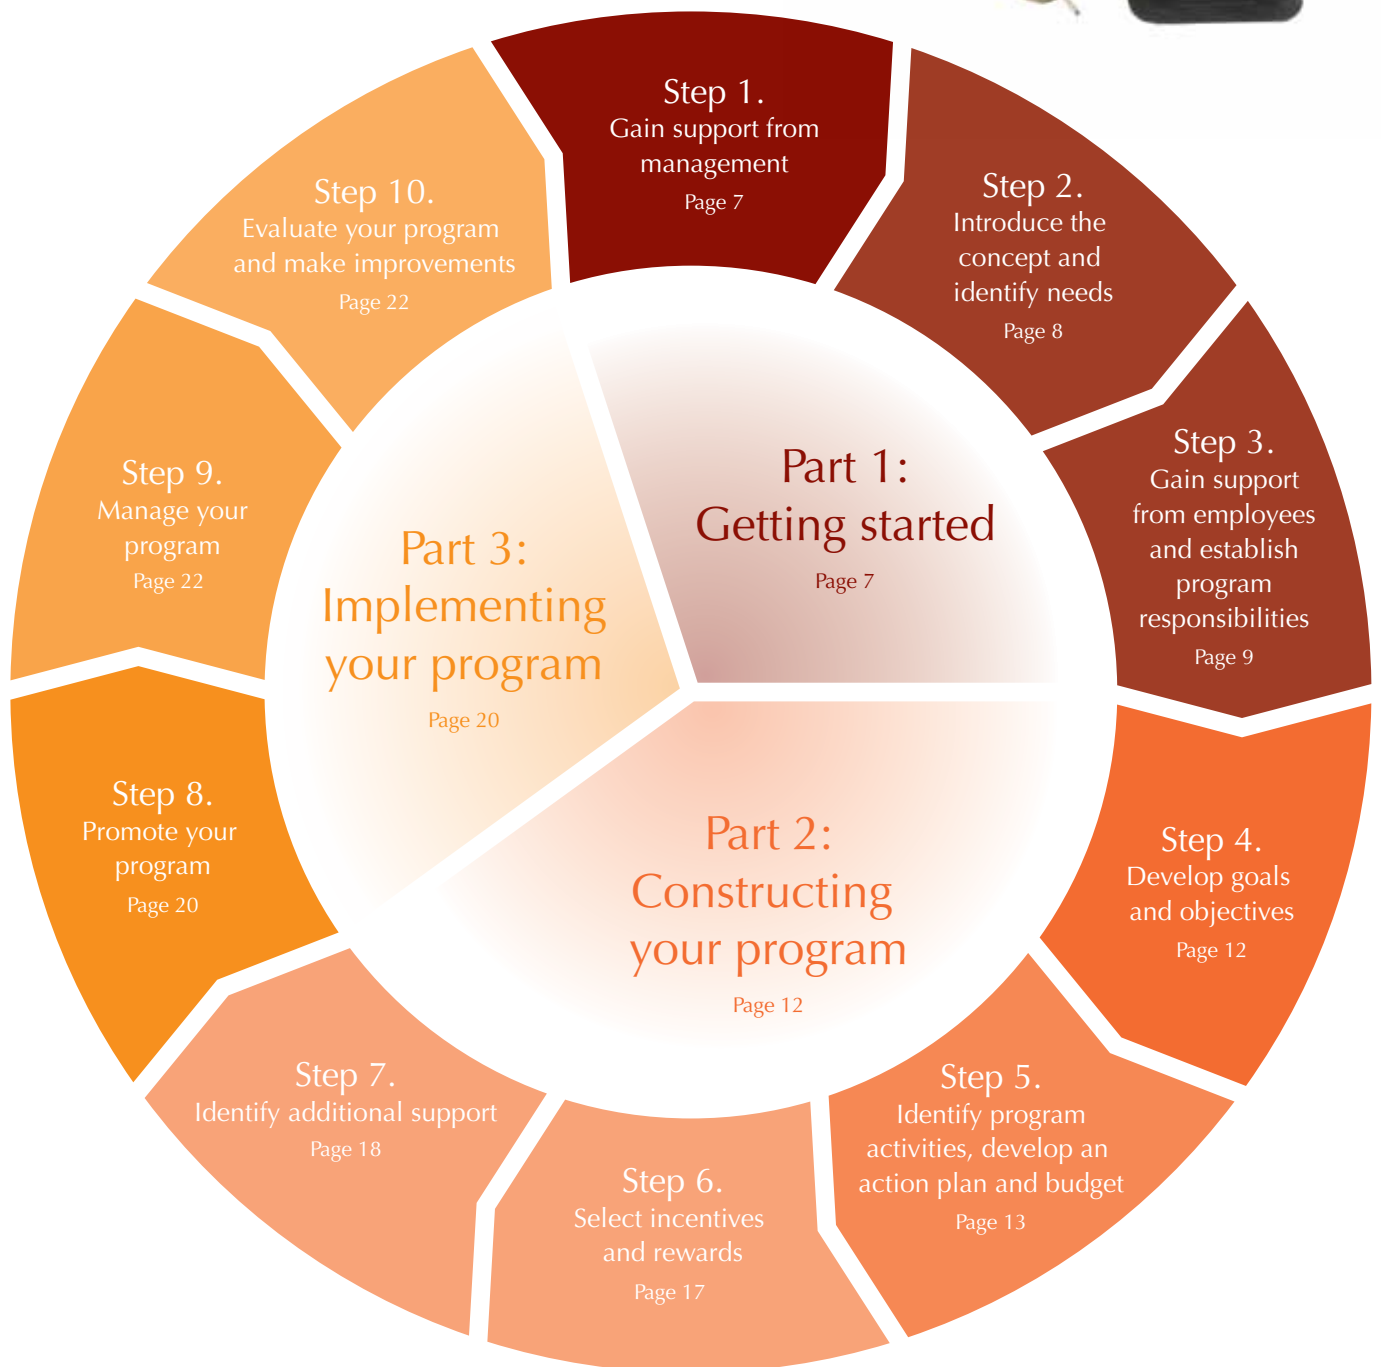 Step 1.
Gain support from
management
Page 7
Step 2.
Introduce the
concept and
identify needs
Page 8
Step 3.
Gain support
from employees
and establish
program
responsibilities
Page 9
Step 4.
Develop goals
and objectives
Page 12
Step 5.
Identify program
activities, develop an
action plan and budget
Page 13
Step 6.
Select incentives
and rewards
Page 17
Step 7.
Identify additional support
Page 18
Step 8.
Promote your
program
Page 20
Step 9.
Manage your
program
Page 22
Step 10.
Evaluate your program
and make improvements
Page 22
Part 1:
Getting started
Page 7
Part 2:
Constructing
your program
Page 12
Part 3:
Implementing
your program
Page 20